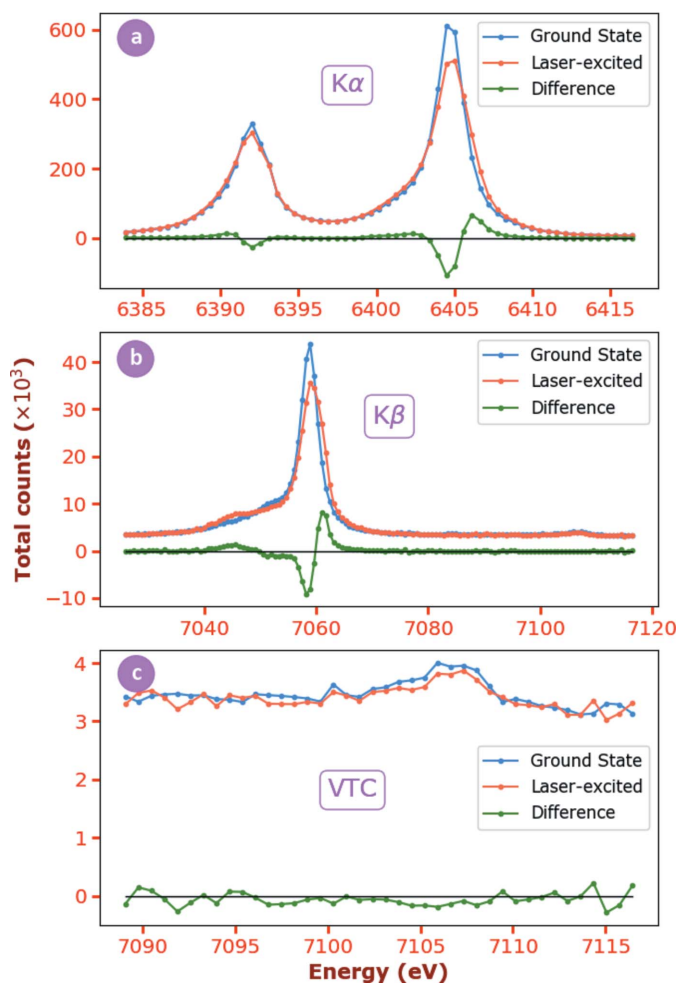 a
Kα
Ground State
Laser-excited
Difference
600
400
200
0
6385 6390 6395 6400 6405 6410 6415
b
Kβ
Ground State
Laser-excited
Difference
40
30
20
10
0
−10
7040 7060 7080 7100 7120
Total counts (×10³)
c
VTC
Ground State
Laser-excited
Difference
4
3
2
1
0
7090 7095 7100 7105 7110 7115
Energy (eV)